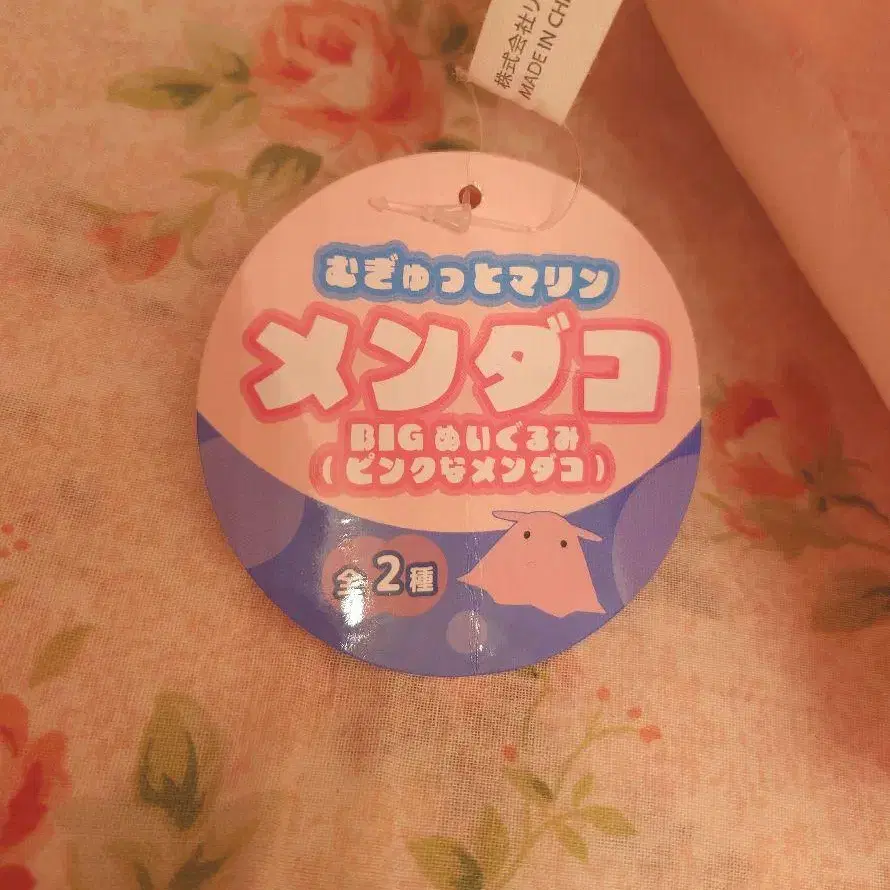 株式会社リ
MADE IN CHI
むぎゅっとマリン
メンダコ
BIG ぬいぐるみ
(ピンクなメンダコ)
全2種